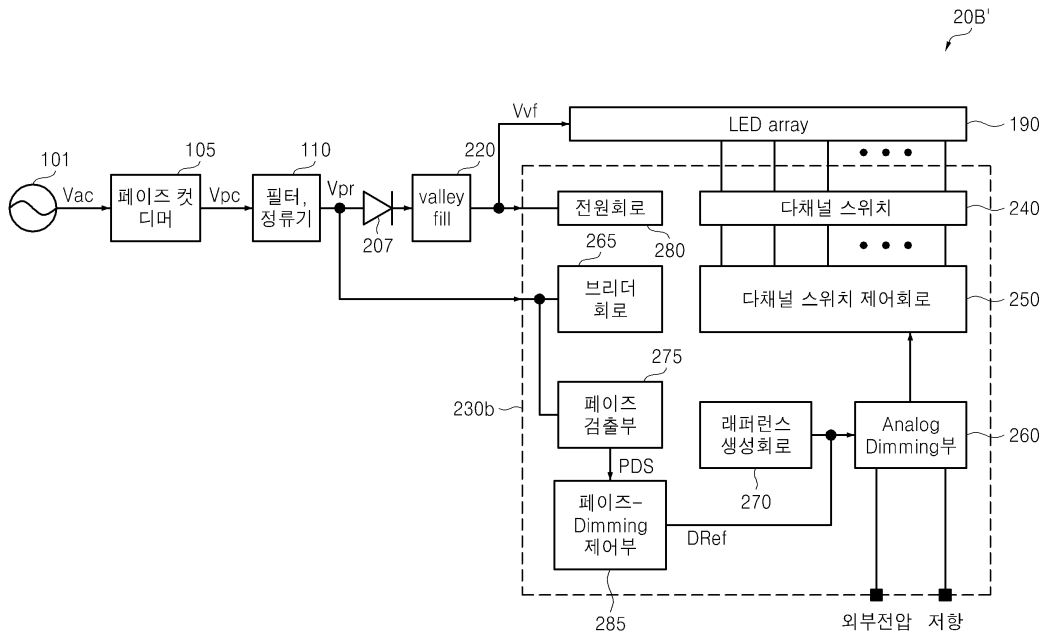 20B'
Vvf
LED array
190
101
105
110
220
Vac
페이즈 컷
디머
Vpc
필터,
정류기
Vpr
207
valley
fill
전원회로
280
다채널 스위치
240
265
브리더
회로
다채널 스위치 제어회로
250
275
페이즈
검출부
230b
래퍼런스
생성회로
270
Analog
Dimming부
260
PDS
페이즈-
Dimming
제어부
DRef
285
외부전압
저항